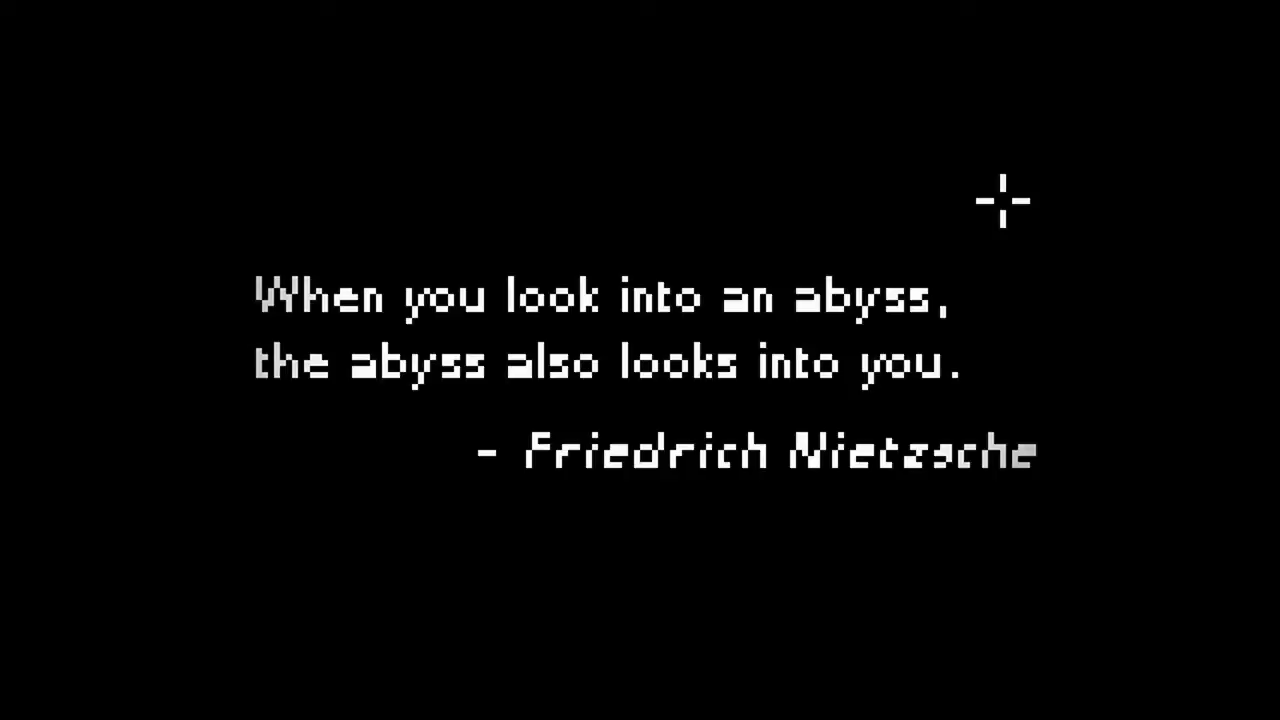 When you look into an abyss,
the abyss also looks into you.
- Friedrich Nietzsche